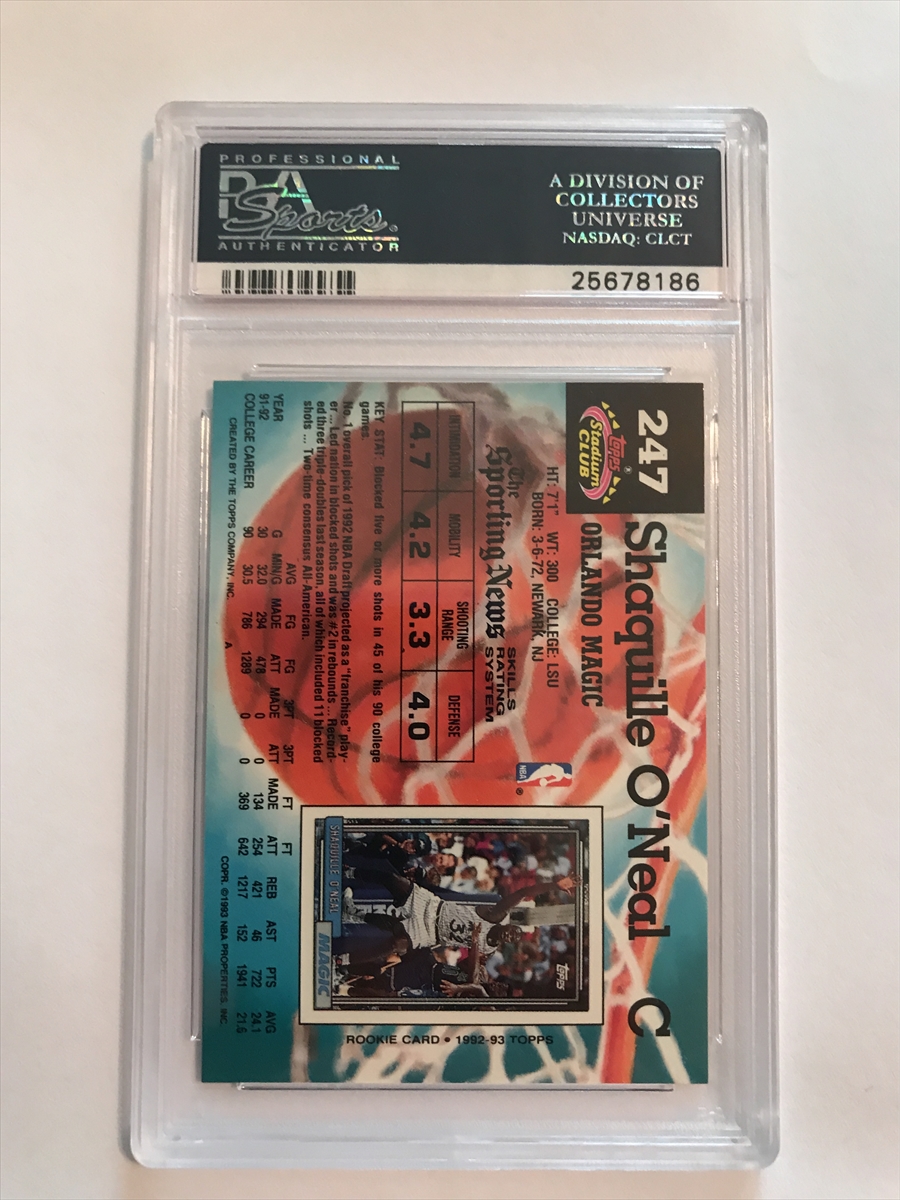 PROFESSIONAL
PSA
Sports.
AUTHENTICATOR
A DIVISION OF
COLLECTORS
UNIVERSE
NASDAQ: CLCT
25678186
247 Shaquille O'Neal C
TOPPS®
Stadium
CLUB
ORLANDO MAGIC
HT: 7'1" WT: 300 COLLEGE: LSU
BORN: 3-6-72, NEWARK, NJ
NBA
®
The
Sporting News
SKILLS
RATING
SYSTEM
INTIMIDATION MOBILITY SHOOTING RANGE DEFENSE
4.7 4.2 3.3 4.0
KEY STAT: Blocked five or more shots in 45 of his 90 college
games.
No. 1 overall pick of 1992 NBA Draft projected as a "franchise" play-
er ... Led nation in blocked shots and was #2 in rebounds ... Record-
ed three triple-doubles last season, all of which included 11 blocked
shots ... Two-time consensus All-American.
AVG FG FG 3PT 3PT FT FT
YEAR G MIN/G MADE ATT MADE ATT MADE ATT REB AST PTS AVG
91-92 30 32.0 294 478 0 0 134 254 421 46 722 24.1
COLLEGE CAREER 90 30.5 786 1289 0 0 369 642 1217 152 1941 21.6
CREATED BY THE TOPPS COMPANY, INC. A COPR. ©1993 NBA PROPERTIES, INC.
TOPPS
32
SHAQUILLE O'NEAL
MAGIC
ROOKIE CARD • 1992-93 TOPPS